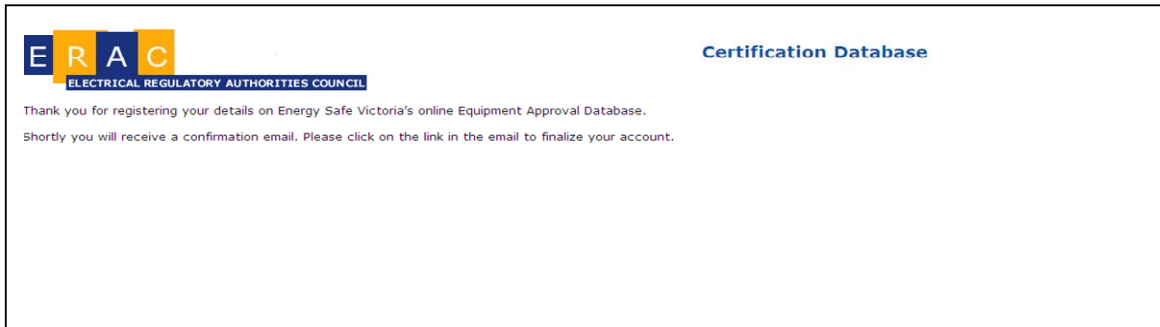 ERAC
Certification Database
ELECTRICAL REGULATORY AUTHORITIES COUNCIL
Thank you for registering your details on Energy Safe Victoria's online Equipment Approval Database.
Shortly you will receive a confirmation email. Please click on the link in the email to finalize your account.